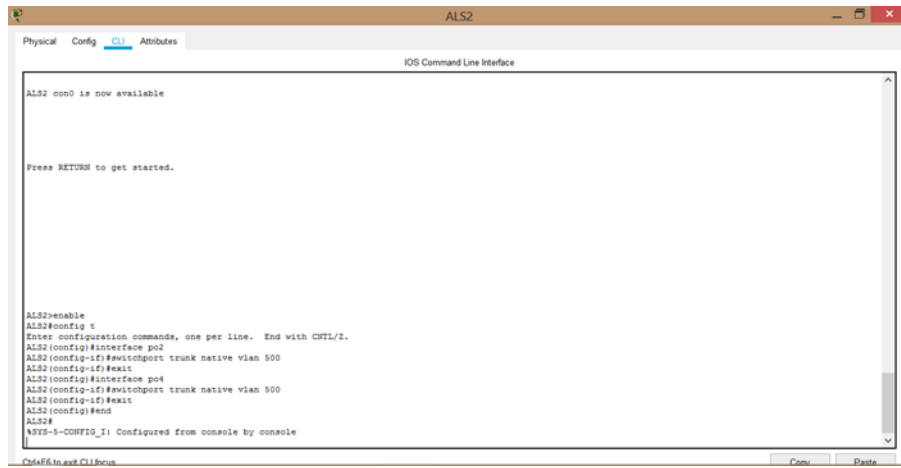 ALS2
Physical Config CLI Attributes
IOS Command Line Interface
ALS2 con0 is now available
Press RETURN to get started.
ALS2>enable
ALS2#config t
Enter configuration commands, one per line. End with CNTL/Z.
ALS2(config)#interface po2
ALS2(config-if)#switchport trunk native vlan 500
ALS2(config-if)#exit
ALS2(config)#interface po4
ALS2(config-if)#switchport trunk native vlan 500
ALS2(config-if)#exit
ALS2(config)#end
ALS2#
%SYS-5-CONFIG_I: Configured from console by console
Ctrl+F6 to exit CLI focus
Copy Paste